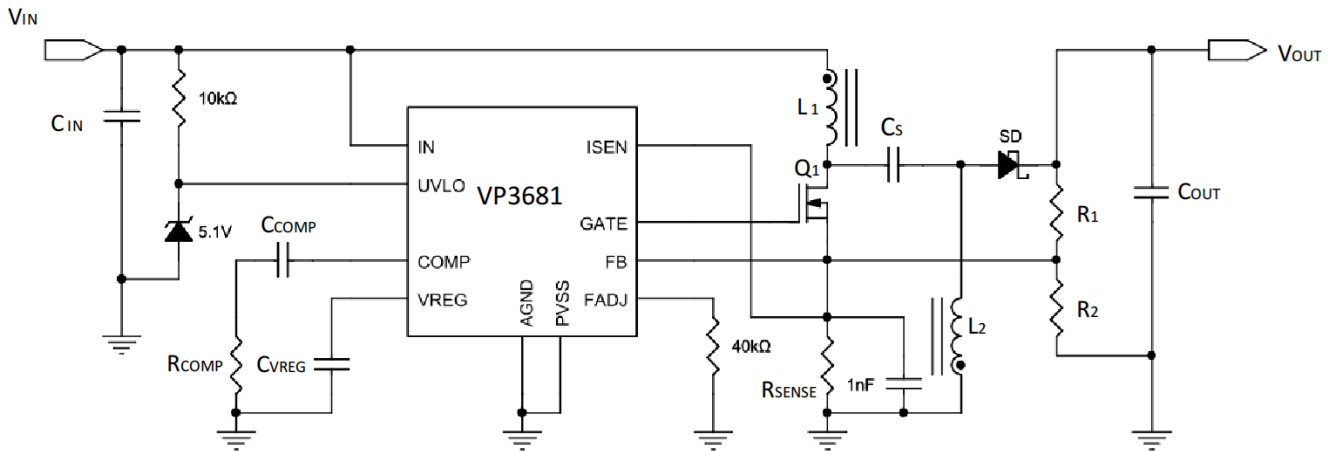 VIN
VOUT
10kΩ
CIN
L1
CS
SD
Q1
IN
ISEN
UVLO
VP3681
GATE
COUT
R1
5.1V
CCOMP
COMP
FB
VREG
AGND
PVSS
FADJ
L2
R2
RCOMP
CVREG
40kΩ
RSENSE
1nF